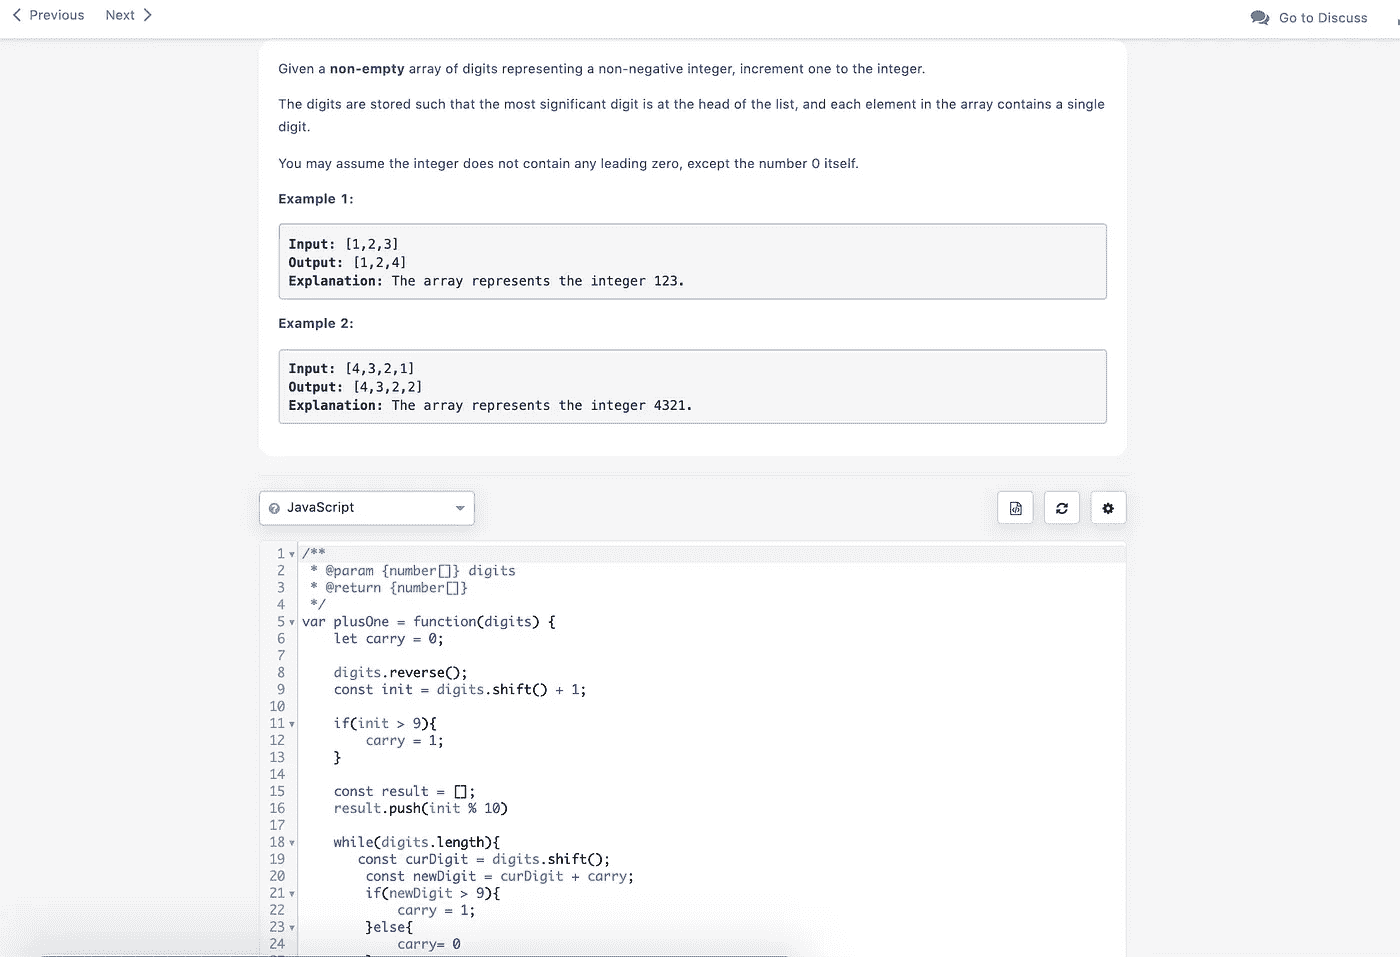 Previous Next Go to Discuss
Given a non-empty array of digits representing a non-negative integer, increment one to the integer.
The digits are stored such that the most significant digit is at the head of the list, and each element in the array contains a single
digit.
You may assume the integer does not contain any leading zero, except the number 0 itself.
Example 1:
Input: [1,2,3]
Output: [1,2,4]
Explanation: The array represents the integer 123.
Example 2:
Input: [4,3,2,1]
Output: [4,3,2,2]
Explanation: The array represents the integer 4321.
JavaScript
1 /**
2  * @param {number[]} digits
3  * @return {number[]}
4  */
5 var plusOne = function(digits) {
6     let carry = 0;
7
8     digits.reverse();
9     const init = digits.shift() + 1;
10
11     if(init > 9){
12         carry = 1;
13     }
14
15     const result = [];
16     result.push(init % 10)
17
18     while(digits.length){
19        const curDigit = digits.shift();
20         const newDigit = curDigit + carry;
21         if(newDigit > 9){
22             carry = 1;
23         }else{
24             carry= 0